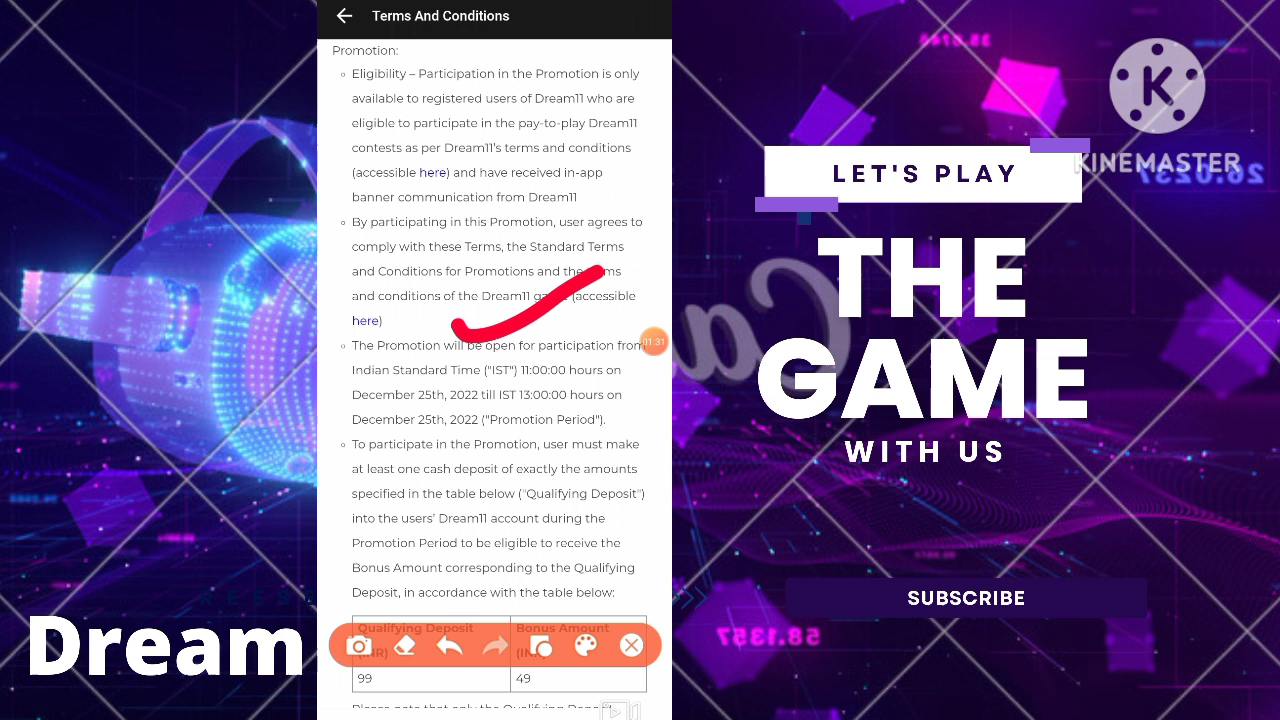 Terms And Conditions
Promotion:
Eligibility – Participation in the Promotion is only
available to registered users of Dream11 who are
eligible to participate in the pay-to-play Dream11
contests as per Dream11's terms and conditions
(accessible here) and have received in-app
banner communication from Dream11
By participating in this Promotion, user agrees to
comply with these Terms, the Standard Terms
and Conditions for Promotions and the
and conditions of the Dream11 (accessible
here)
The Promotion will be open for participation from
Indian Standard Time ("IST") 11:00:00 hours on
December 25th, 2022 till IST 13:00:00 hours on
December 25th, 2022 ("Promotion Period").
To participate in the Promotion, user must make
at least one cash deposit of exactly the amounts
specified in the table below ("Qualifying Deposit")
into the users' Dream11 account during the
Promotion Period to be eligible to receive the
Bonus Amount corresponding to the Qualifying
Deposit, in accordance with the table below:
Qualifying Deposit
Bonus Amount
99
49
01:31
Dream
K
KINEMASTER
LET'S PLAY
THE
GAME
WITH US
SUBSCRIBE
58.1357